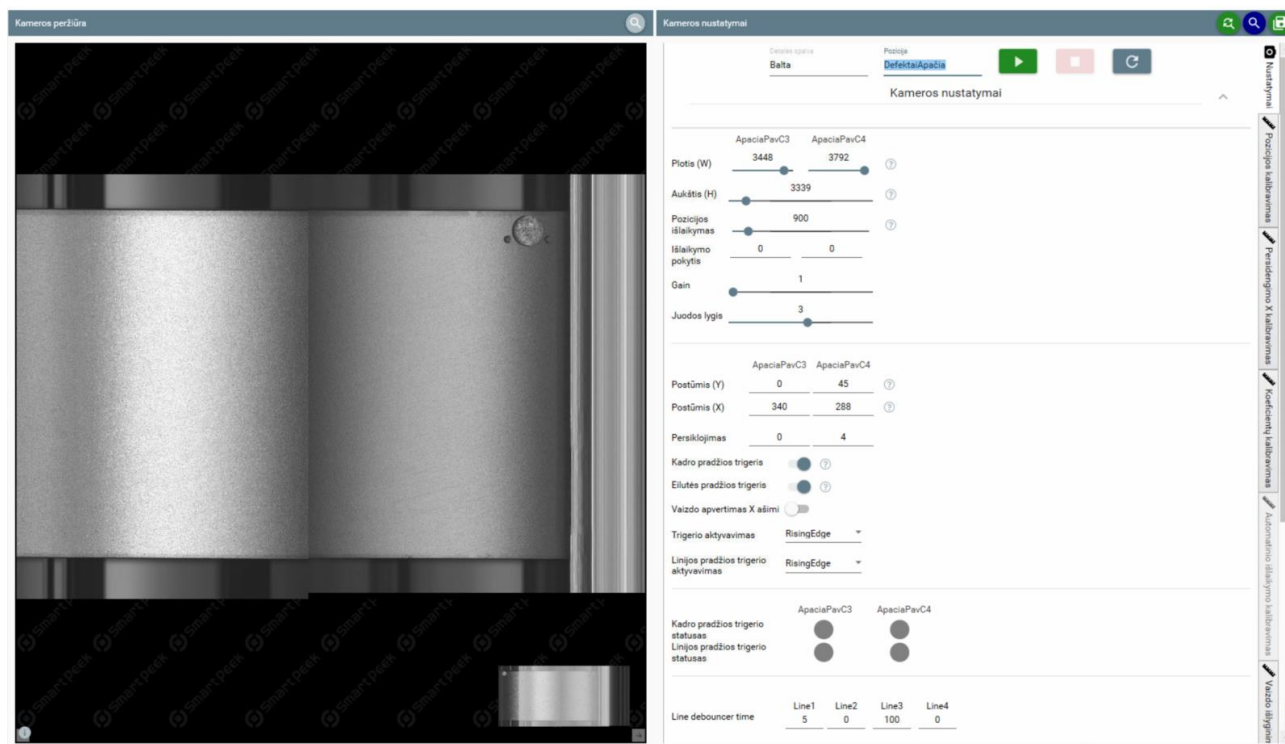 Kameros peržiūra
Kameros nustatymai
Detalės spalva
Balta
Pozicija
DefektaiApačia
Kameros nustatymai
ApaciaPavC3 ApaciaPavC4
Plotis (W) 3448 3792
Aukštis (H) 3339
Pozicijos išlaikymas 900
Išlaikymo pokytis 0 0
Gain 1
Juodos lygis 3
ApaciaPavC3 ApaciaPavC4
Postūmis (Y) 0 45
Postūmis (X) 340 288
Persiklojimas 0 4
Kadro pradžios trigeris
Eilutės pradžios trigeris
Vaizdo apvertimas X ašimi
Trigerio aktyvavimas RisingEdge
Linijos pradžios trigerio aktyvavimas RisingEdge
ApaciaPavC3 ApaciaPavC4
Kadro pradžios trigerio statusas
Linijos pradžios trigerio statusas
Line1 Line2 Line3 Line4
Line debouncer time 5 0 100 0
Nustatymai
Pozicijos kalibravimas
Persidengimo X kalibravimas
Koeficientų kalibravimas
Automatinio išlaikymo kalibravimas
Vaizdo išlyginim
SmartPeek